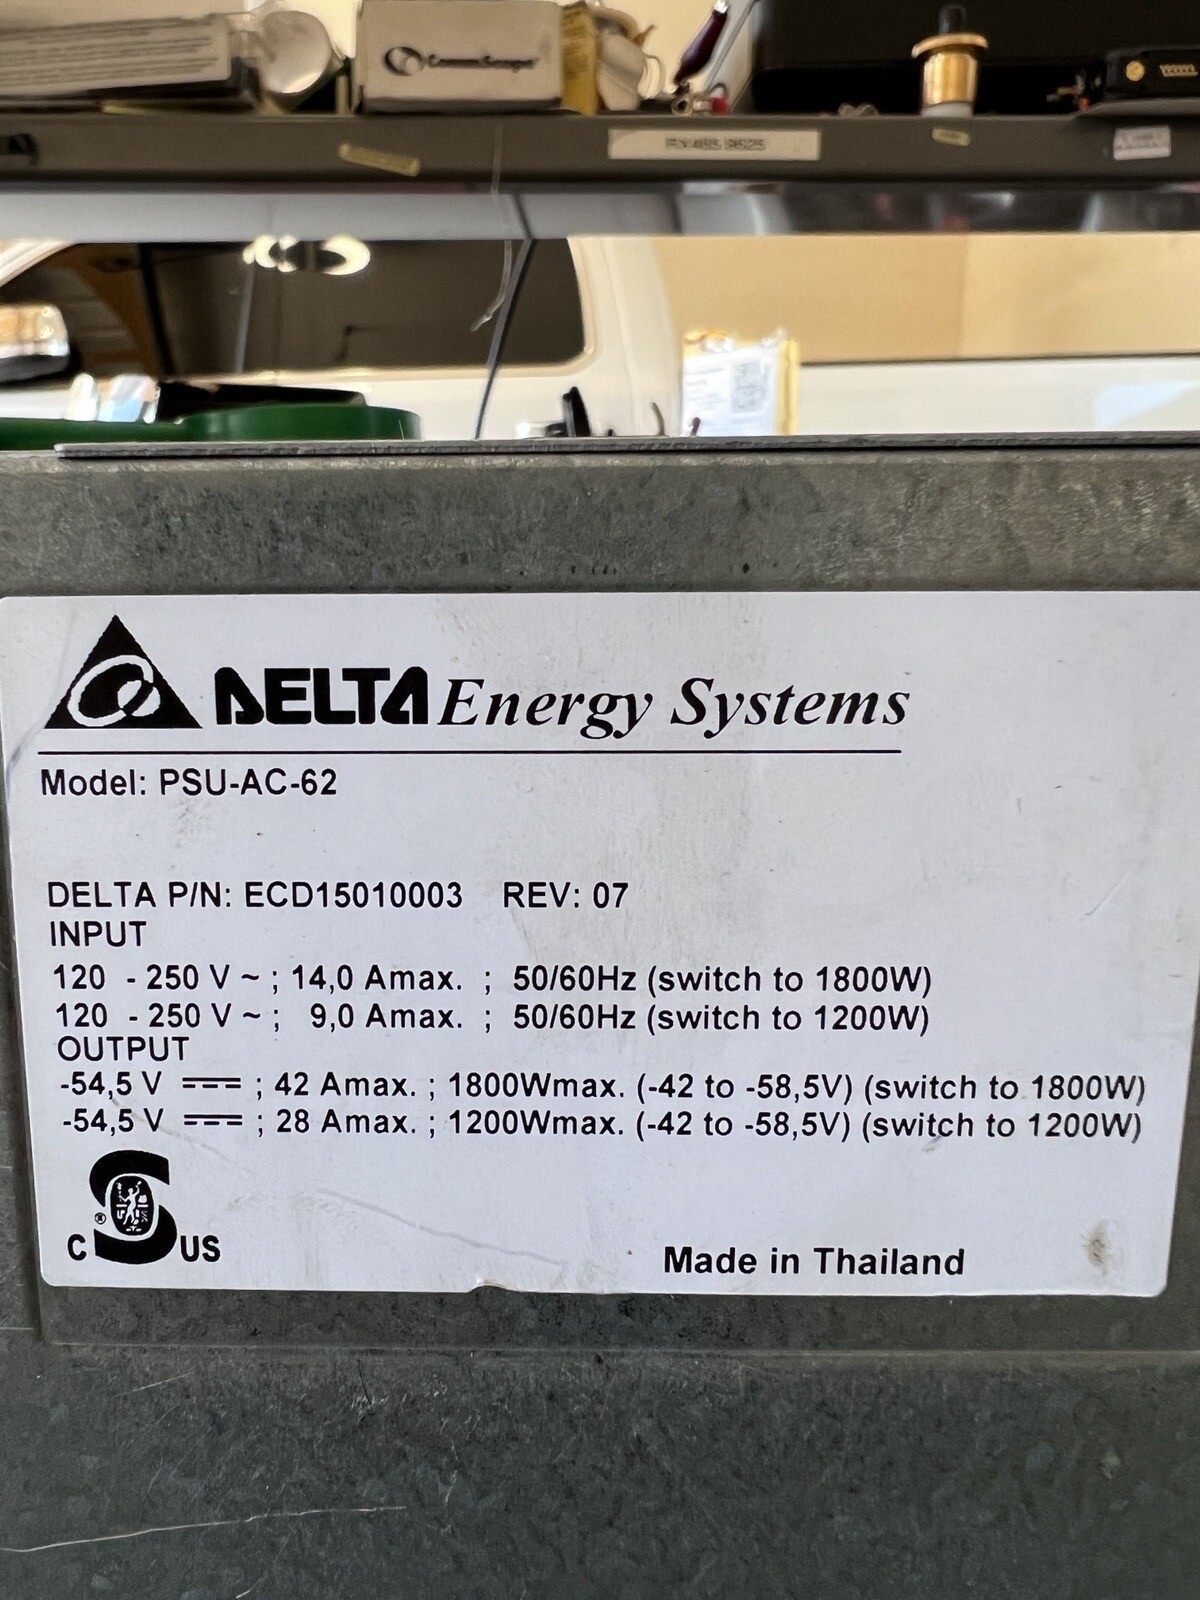 CommScope
DELTA Energy Systems
Model: PSU-AC-62
DELTA P/N: ECD15010003 REV: 07
INPUT
120 - 250 V ~ ; 14,0 Amax. ; 50/60Hz (switch to 1800W)
120 - 250 V ~ ; 9,0 Amax. ; 50/60Hz (switch to 1200W)
OUTPUT
-54,5 V ⎓ ; 42 Amax. ; 1800Wmax. (-42 to -58,5V) (switch to 1800W)
-54,5 V ⎓ ; 28 Amax. ; 1200Wmax. (-42 to -58,5V) (switch to 1200W)
C S ® US
Made in Thailand